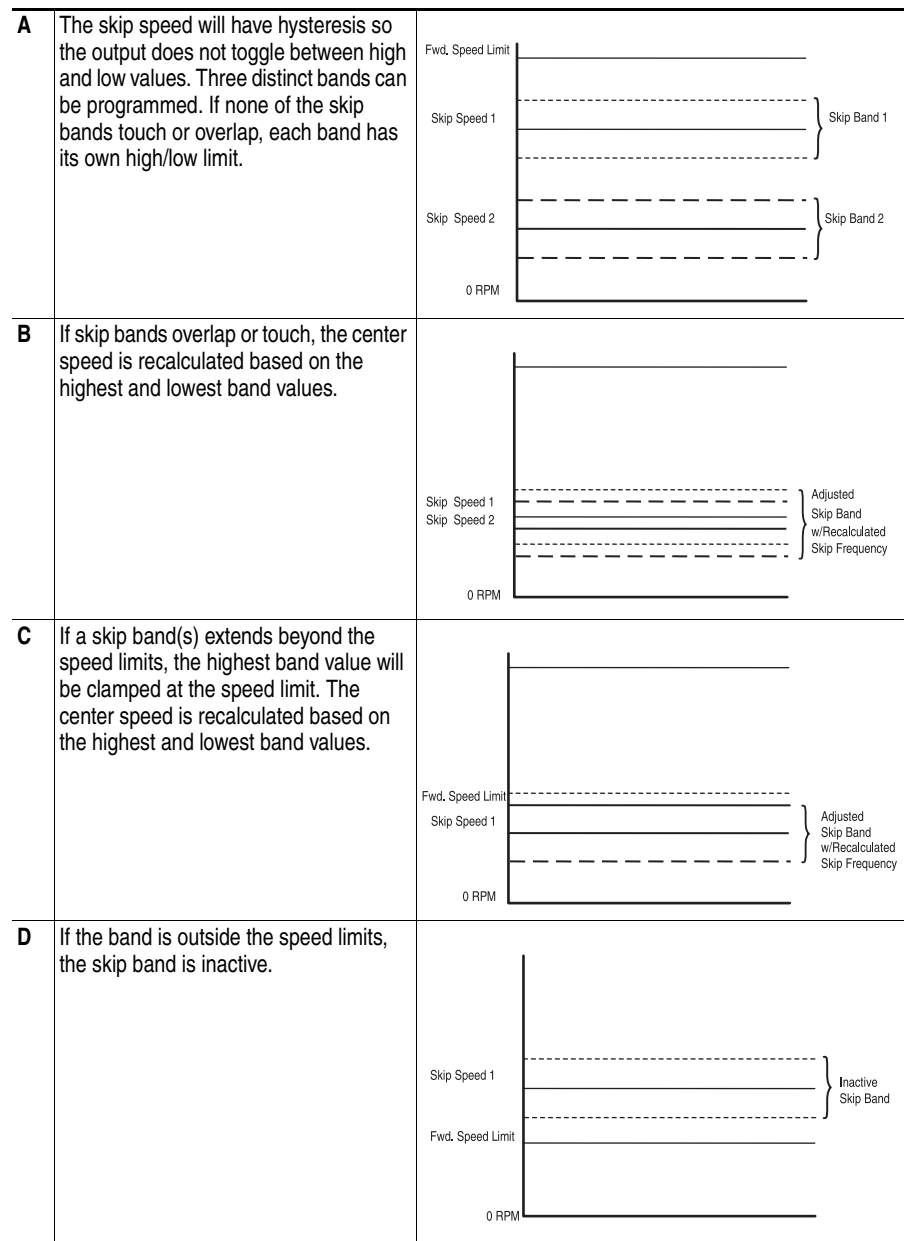 A
The skip speed will have hysteresis so
the output does not toggle between high
and low values. Three distinct bands can
be programmed. If none of the skip
bands touch or overlap, each band has
its own high/low limit.
Fwd. Speed Limit
Skip Speed 1
Skip Band 1
Skip Speed 2
Skip Band 2
0 RPM
B
If skip bands overlap or touch, the center
speed is recalculated based on the
highest and lowest band values.
Skip Speed 1
Skip Speed 2
Adjusted
Skip Band
w/Recalculated
Skip Frequency
0 RPM
C
If a skip band(s) extends beyond the
speed limits, the highest band value will
be clamped at the speed limit. The
center speed is recalculated based on
the highest and lowest band values.
Fwd. Speed Limit
Skip Speed 1
Adjusted
Skip Band
w/Recalculated
Skip Frequency
0 RPM
D
If the band is outside the speed limits,
the skip band is inactive.
Skip Speed 1
Inactive
Skip Band
Fwd. Speed Limit
0 RPM